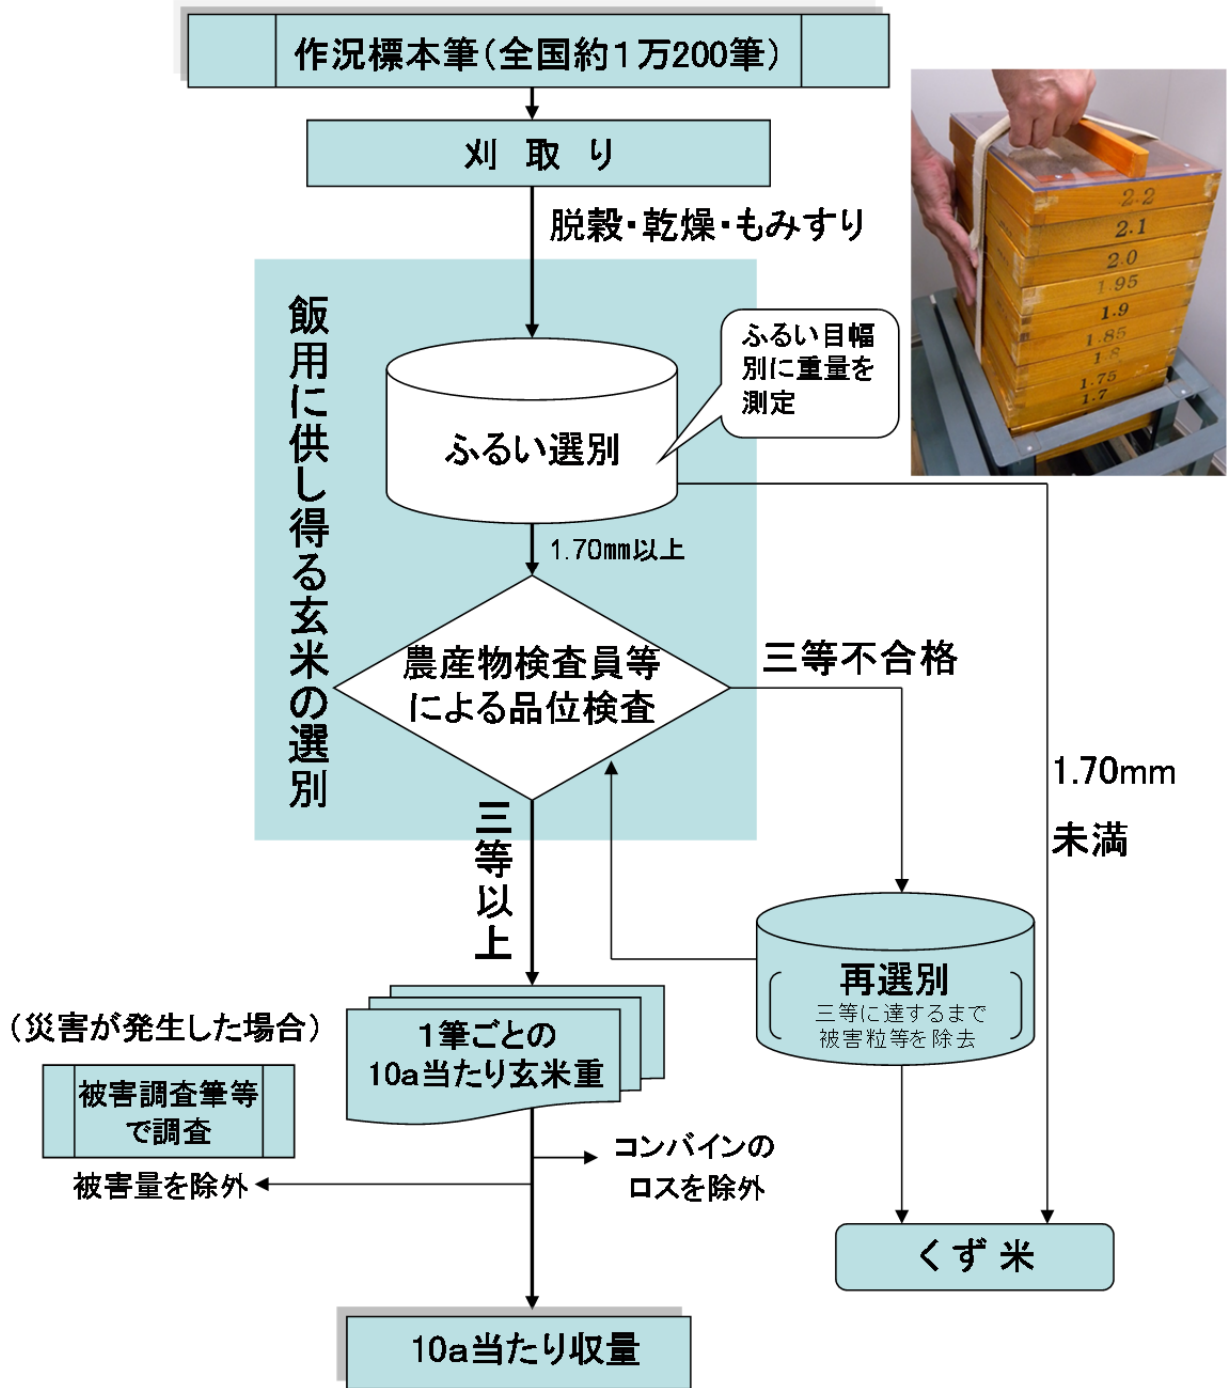 作況標本筆(全国約1万200筆)
刈 取 り
脱穀・乾燥・もみすり
飯用に供し得る玄米の選別
ふるい目幅
別に重量を
測定
ふるい選別
1.70㎜以上
農産物検査員等
による品位検査
三等不合格
1.70mm
未満
三等以上
再選別
三等に達するまで
被害粒等を除去
(災害が発生した場合)
被害調査筆等
で調査
被害量を除外
1筆ごとの
10a当たり玄米重
コンバインの
ロスを除外
くず米
10a当たり収量
2.2
2.1
2.0
1.95
1.9
1.85
1.8
1.75
1.7